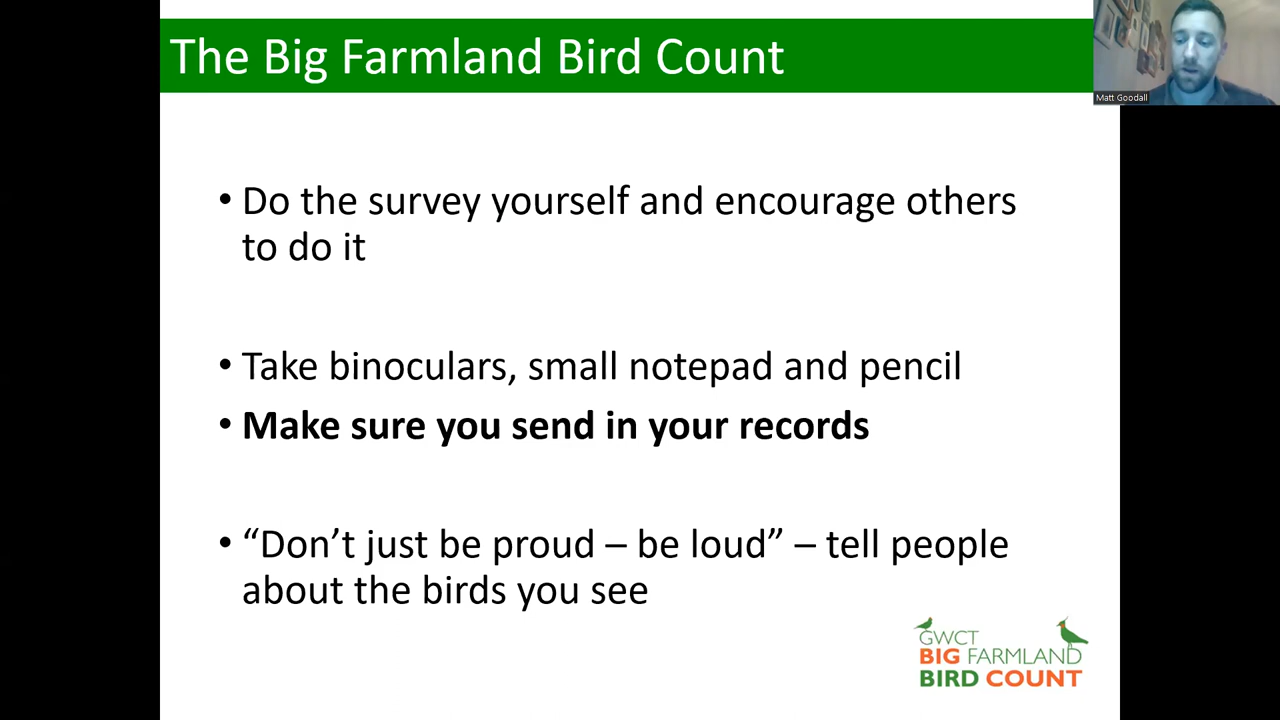 The Big Farmland Bird Count
Matt Goodall
• Do the survey yourself and encourage others
to do it
• Take binoculars, small notepad and pencil
• Make sure you send in your records
• “Don’t just be proud – be loud” – tell people
about the birds you see
GWCT
BIG FARMLAND
BIRD COUNT